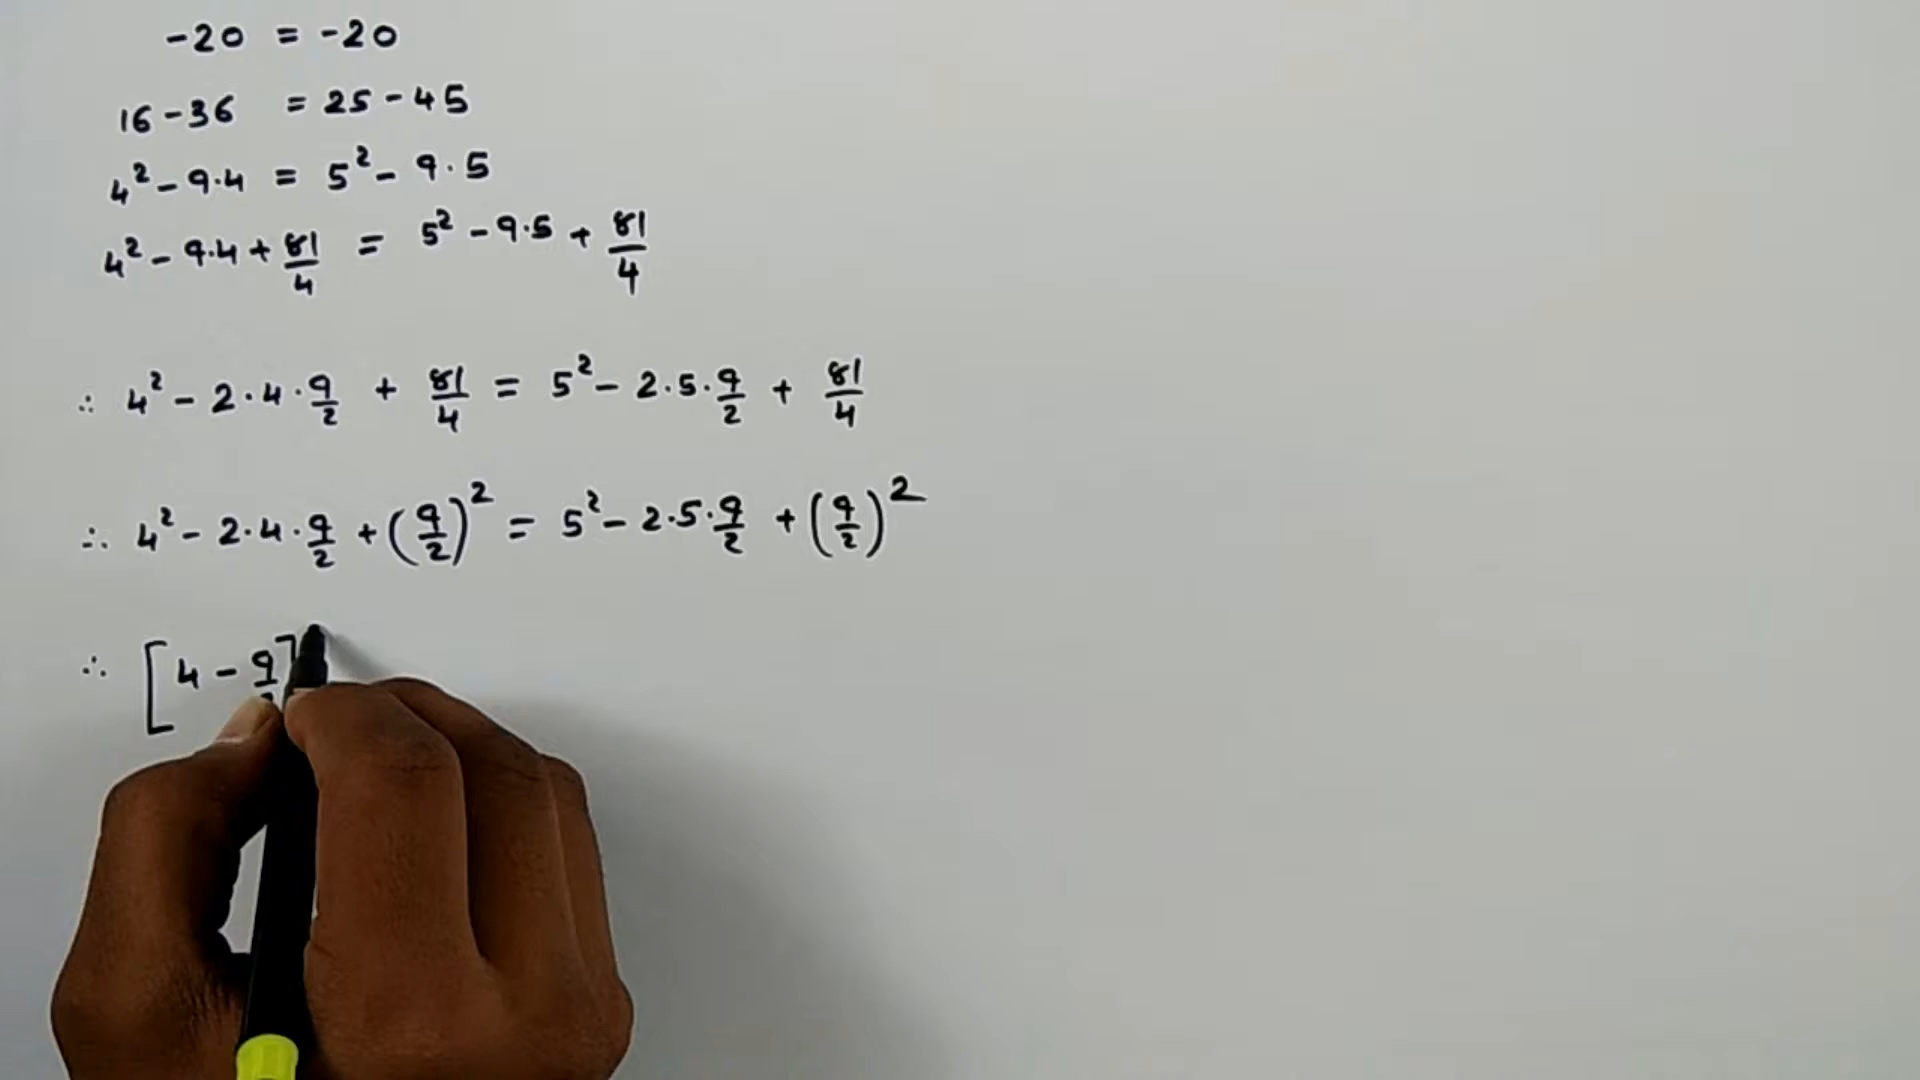 -20 = -20
16 - 36 = 25 - 45
4² - 9·4 = 5² - 9·5
4² - 9·4 + 81/4 = 5² - 9·5 + 81/4
∴ 4² - 2·4·9/2 + 81/4 = 5² - 2·5·9/2 + 81/4
∴ 4² - 2·4·9/2 + (9/2)² = 5² - 2·5·9/2 + (9/2)²
∴ [4 - 9